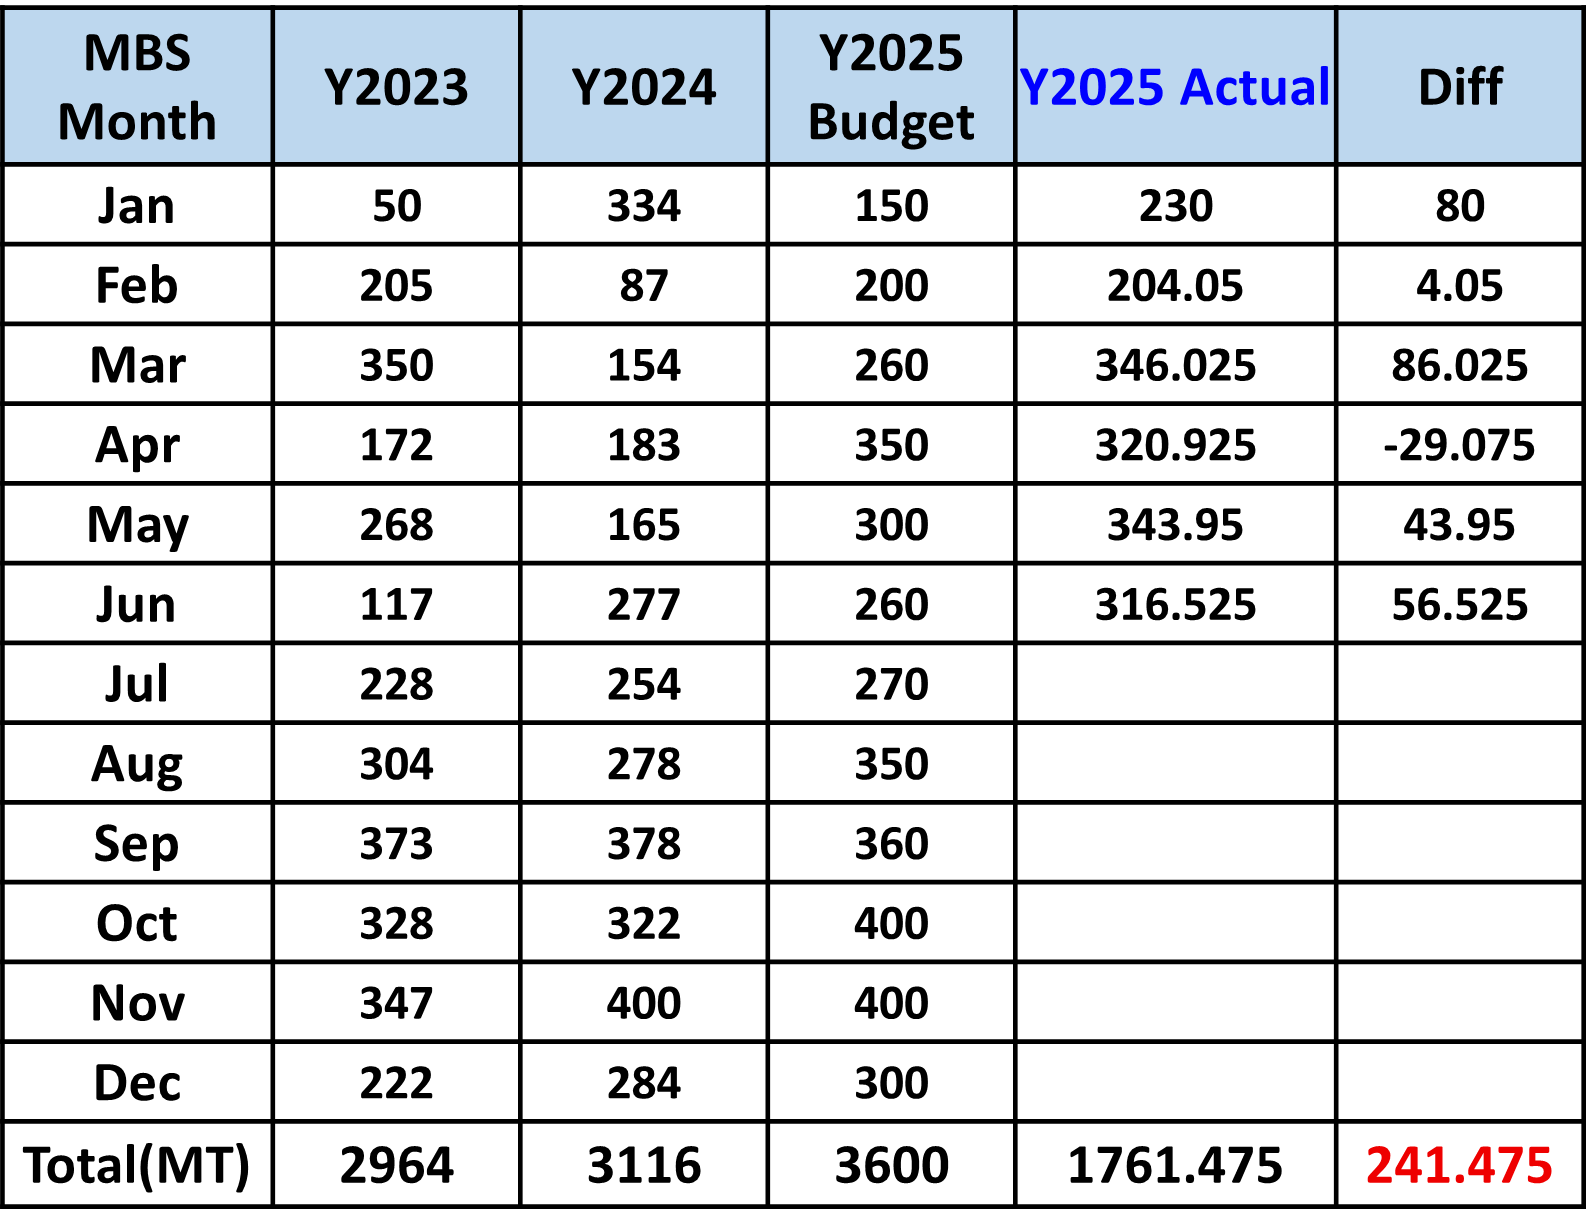 MBS Month Y2023 Y2024 Y2025 Budget Y2025 Actual Diff
Jan 50 334 150 230 80
Feb 205 87 200 204.05 4.05
Mar 350 154 260 346.025 86.025
Apr 172 183 350 320.925 -29.075
May 268 165 300 343.95 43.95
Jun 117 277 260 316.525 56.525
Jul 228 254 270
Aug 304 278 350
Sep 373 378 360
Oct 328 322 400
Nov 347 400 400
Dec 222 284 300
Total(MT) 2964 3116 3600 1761.475 241.475